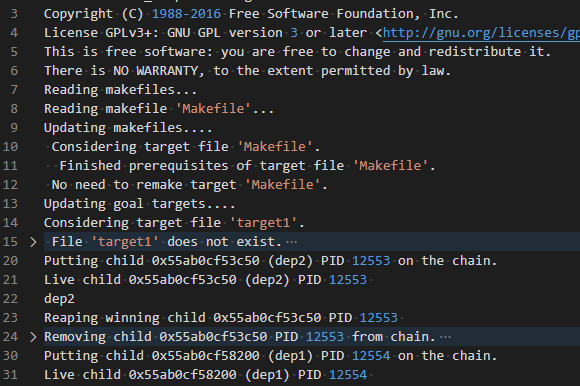 3 Copyright (C) 1988-2016 Free Software Foundation, Inc.
4 License GPLv3+: GNU GPL version 3 or later <http://gnu.org/licenses/gp
5 This is free software: you are free to change and redistribute it.
6 There is NO WARRANTY, to the extent permitted by law.
7 Reading makefiles...
8 Reading makefile 'Makefile'...
9 Updating makefiles....
10  Considering target file 'Makefile'.
11   Finished prerequisites of target file 'Makefile'.
12  No need to remake target 'Makefile'.
13 Updating goal targets....
14 Considering target file 'target1'.
15 >  File 'target1' does not exist. ...
20 Putting child 0x55ab0cf53c50 (dep2) PID 12553 on the chain.
21 Live child 0x55ab0cf53c50 (dep2) PID 12553
22 dep2
23 Reaping winning child 0x55ab0cf53c50 PID 12553
24 > Removing child 0x55ab0cf53c50 PID 12553 from chain. ...
30 Putting child 0x55ab0cf58200 (dep1) PID 12554 on the chain.
31 Live child 0x55ab0cf58200 (dep1) PID 12554